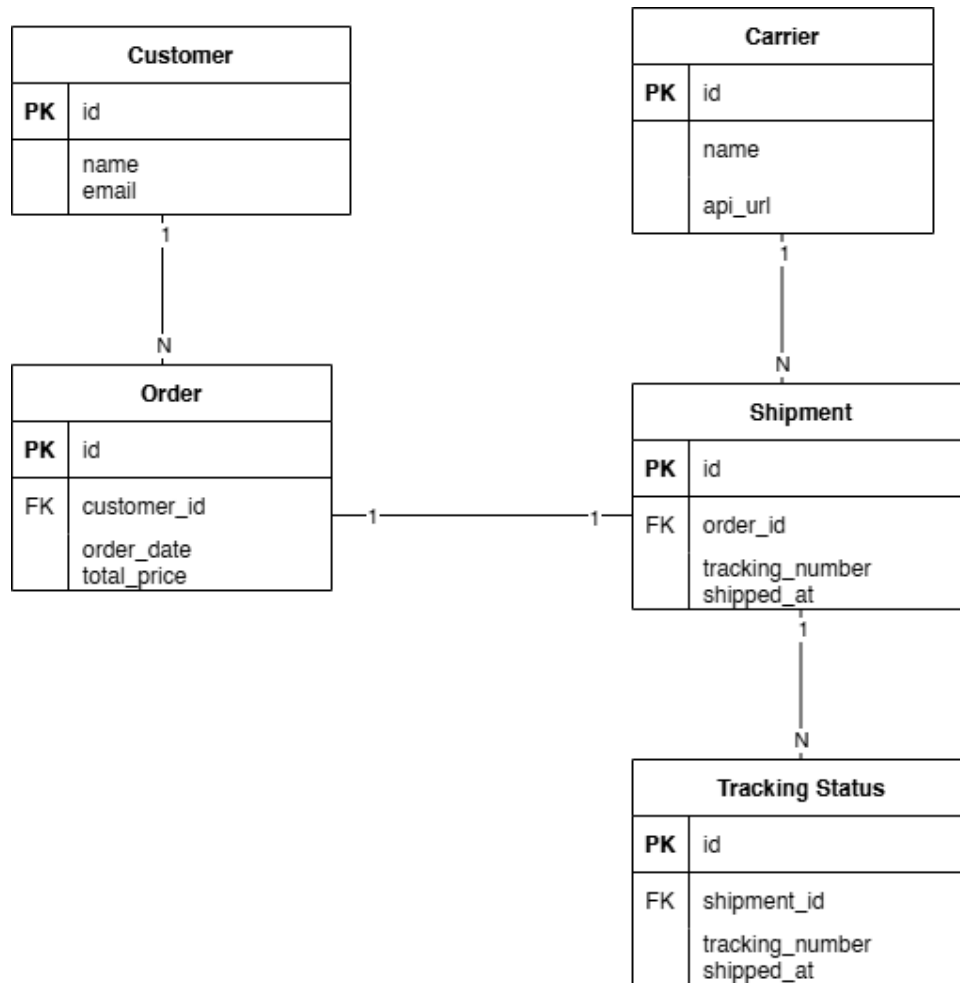 Customer
PK id
name
email
1
N
Order
PK id
FK customer_id
order_date
total_price
1
1
Carrier
PK id
name
api_url
1
N
Shipment
PK id
FK order_id
tracking_number
shipped_at
1
N
Tracking Status
PK id
FK shipment_id
tracking_number
shipped_at